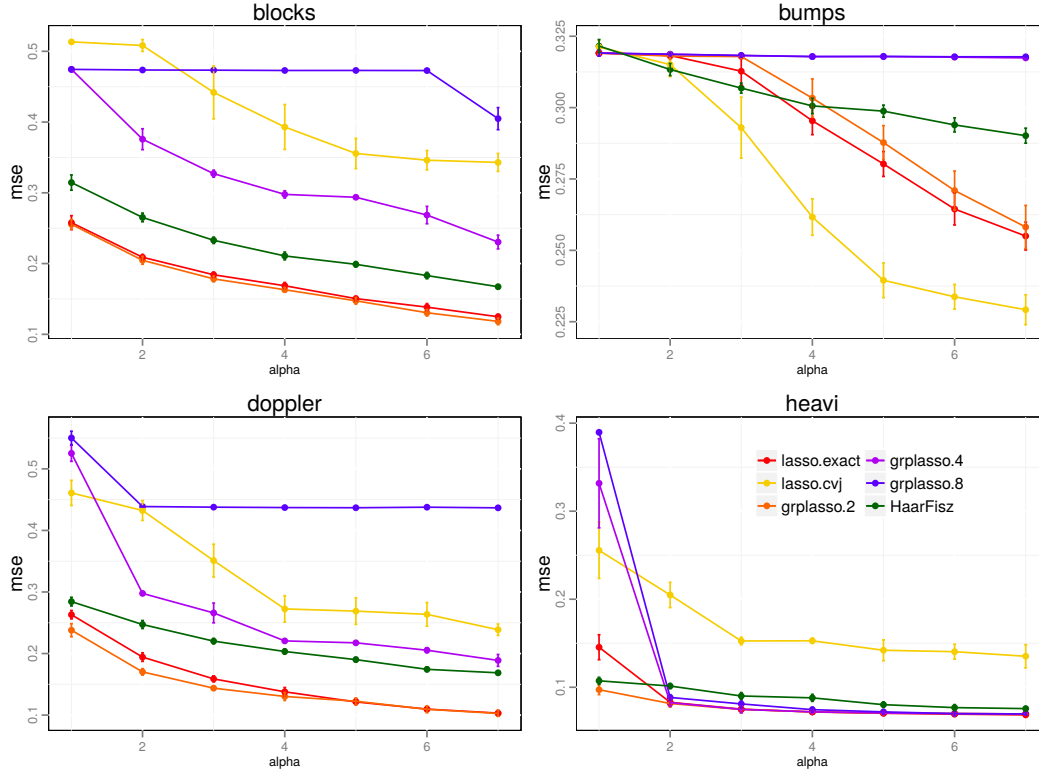 blocks
mse
0.5
0.4
0.3
0.2
0.1
2
4
6
alpha
bumps
mse
0.325
0.300
0.275
0.250
0.225
2
4
6
alpha
doppler
mse
0.5
0.4
0.3
0.2
0.1
2
4
6
alpha
heavi
mse
0.4
0.3
0.2
0.1
lasso.exact
lasso.cvj
grplasso.2
grplasso.4
grplasso.8
HaarFisz
2
4
6
alpha